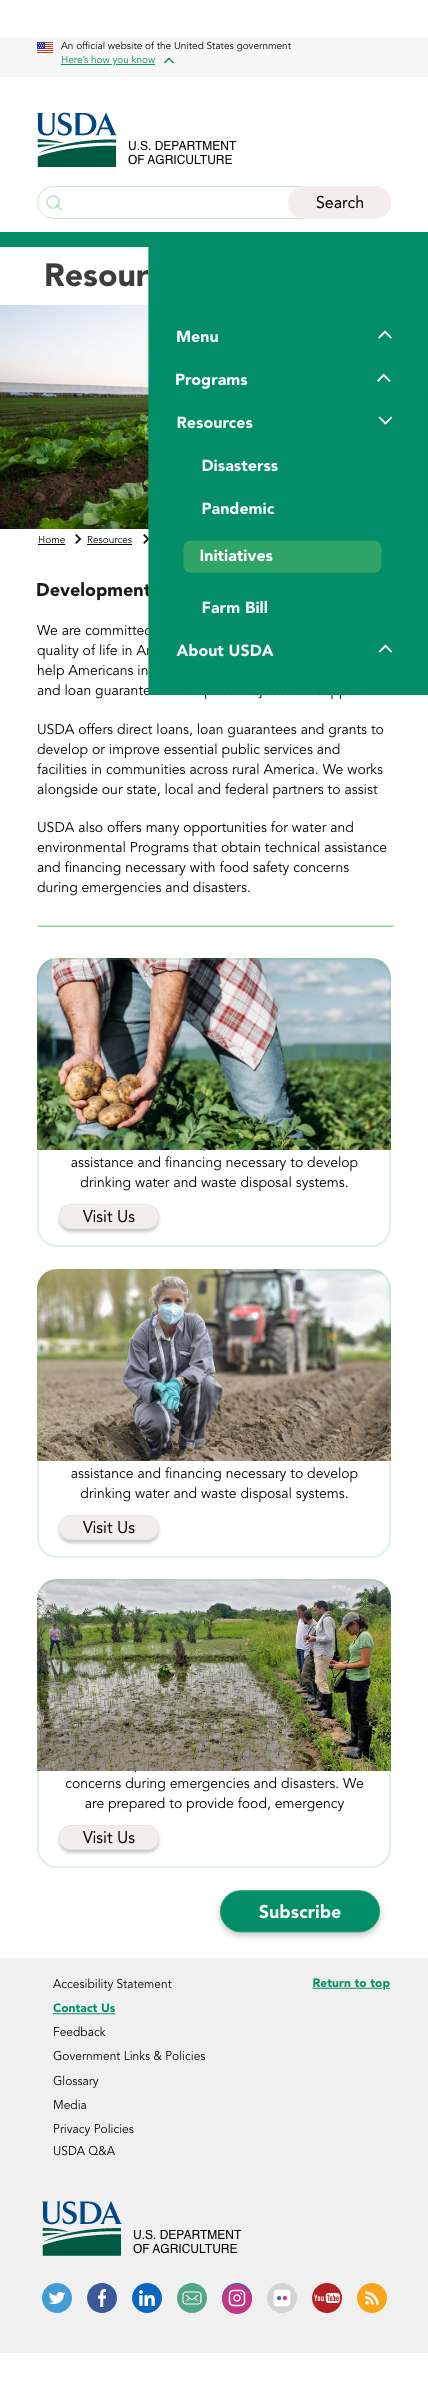 An official website of the United States government
Here's how you know
USDA
U.S. DEPARTMENT
OF AGRICULTURE
Search
Resour
Menu
Programs
Resources
Disasterss
Pandemic
Initiatives
Farm Bill
About USDA
Home
Resources
Development
We are committed
quality of life in
help Americans in
and loan
USDA offers direct loans, loan guarantees and grants to
develop or improve essential public services and
facilities in communities across rural America. We works
alongside our state, local and federal partners to assist
USDA also offers many opportunities for water and
environmental Programs that obtain technical assistance
and financing necessary with food safety concerns
during emergencies and disasters.
assistance and financing necessary to develop
drinking water and waste disposal systems.
Visit Us
assistance and financing necessary to develop
drinking water and waste disposal systems.
Visit Us
concerns during emergencies and disasters. We
are prepared to provide food, emergency
Visit Us
Subscribe
Accesibility Statement
Return to top
Contact Us
Feedback
Government Links & Policies
Glossary
Media
Privacy Policies
USDA Q&A
USDA
U.S. DEPARTMENT
OF AGRICULTURE
You Tube